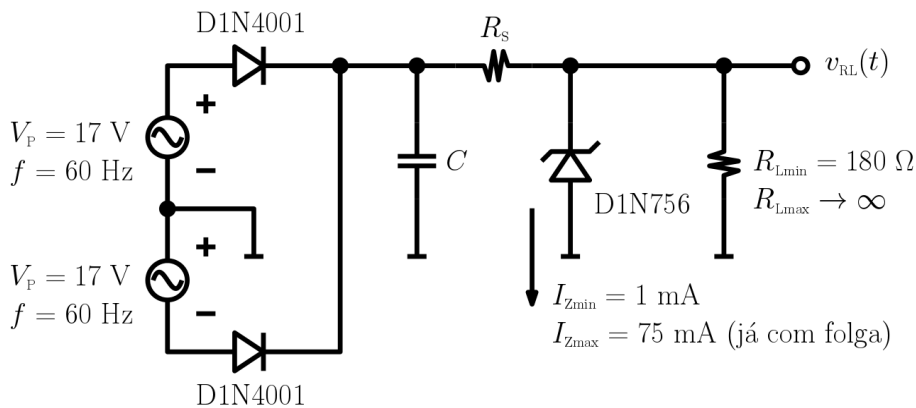 D1N4001
R_S
v_RL(t)
+
V_P = 17 V
f = 60 Hz
−
C
R_Lmin = 180 Ω
R_Lmax → ∞
D1N756
+
V_P = 17 V
f = 60 Hz
−
I_Zmin = 1 mA
I_Zmax = 75 mA (já com folga)
D1N4001